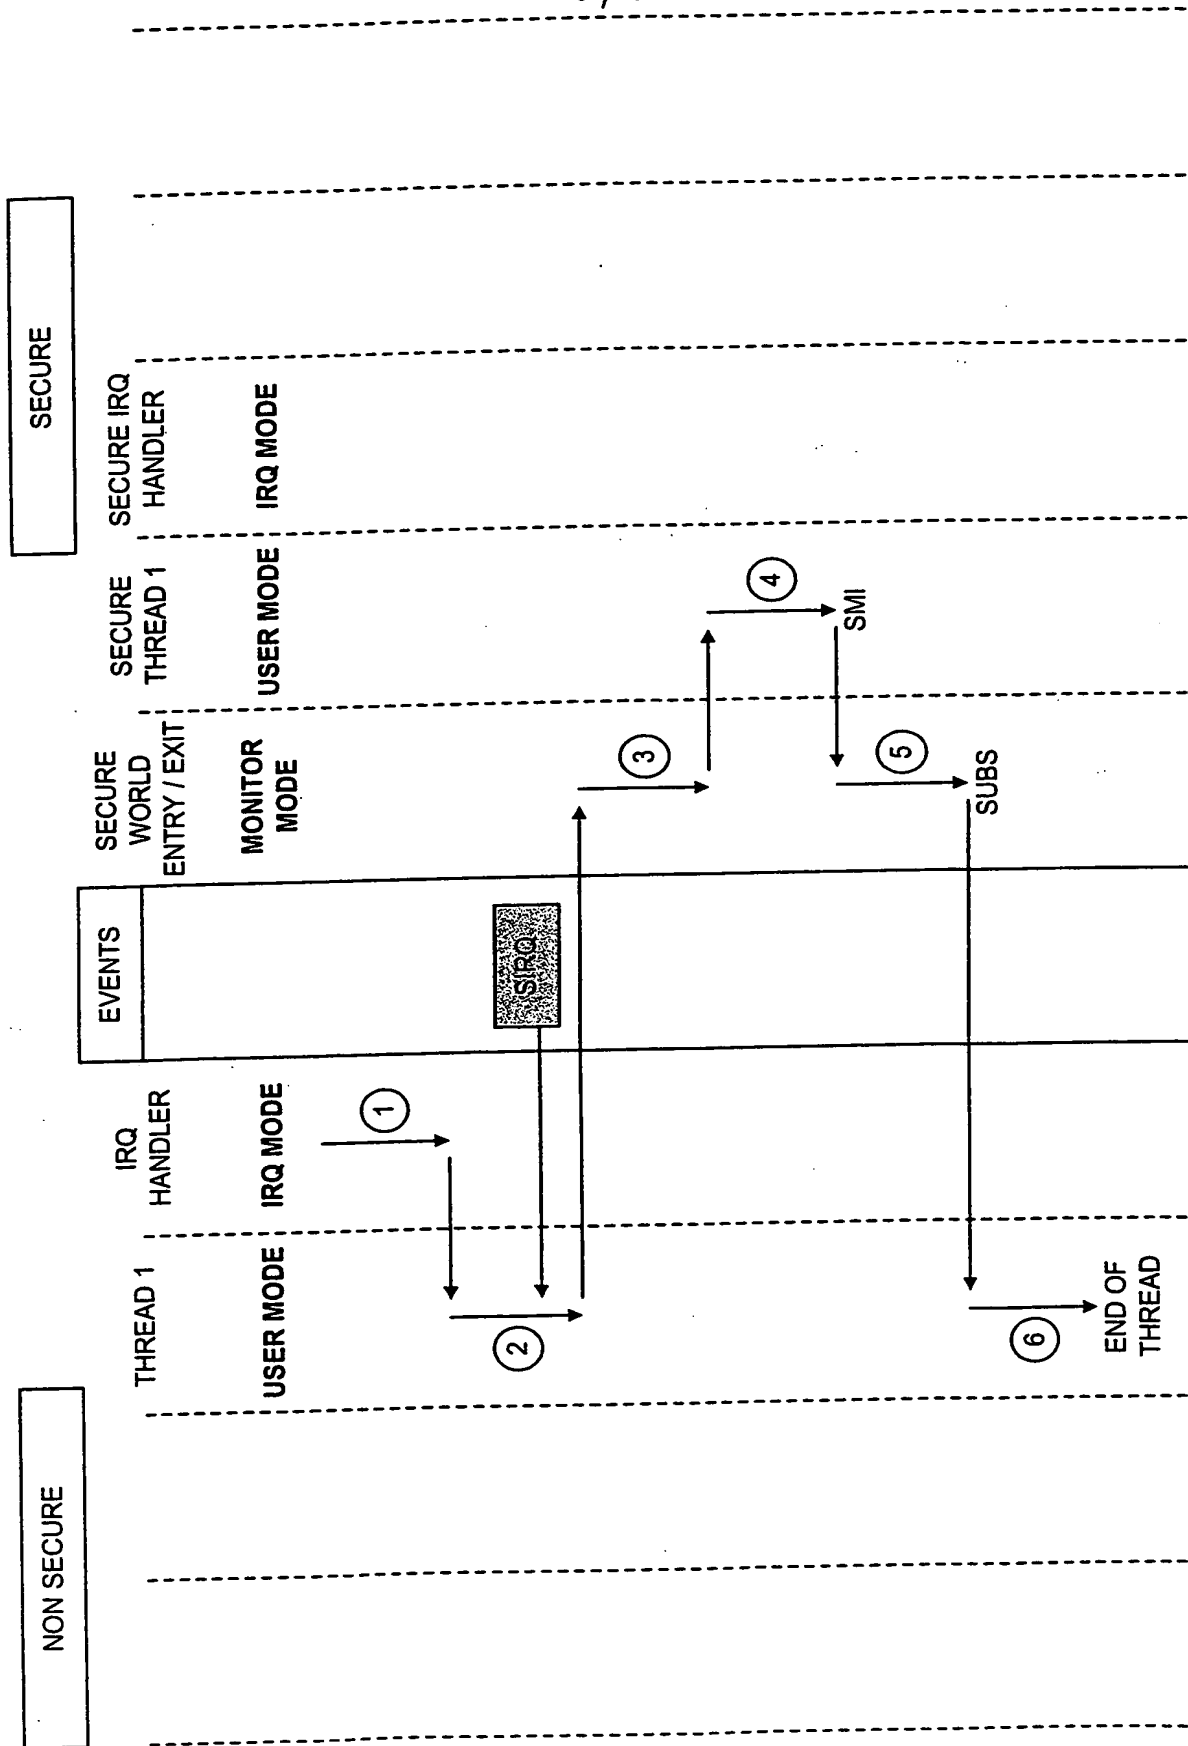 NON SECURE
SECURE
EVENTS
THREAD 1
IRQ
HANDLER
SECURE
WORLD
ENTRY / EXIT
SECURE
THREAD 1
SECURE IRQ
HANDLER
USER MODE
IRQ MODE
MONITOR
MODE
USER MODE
IRQ MODE
1
2
SIRQ
3
4
SMI
5
SUBS
6
END OF
THREAD